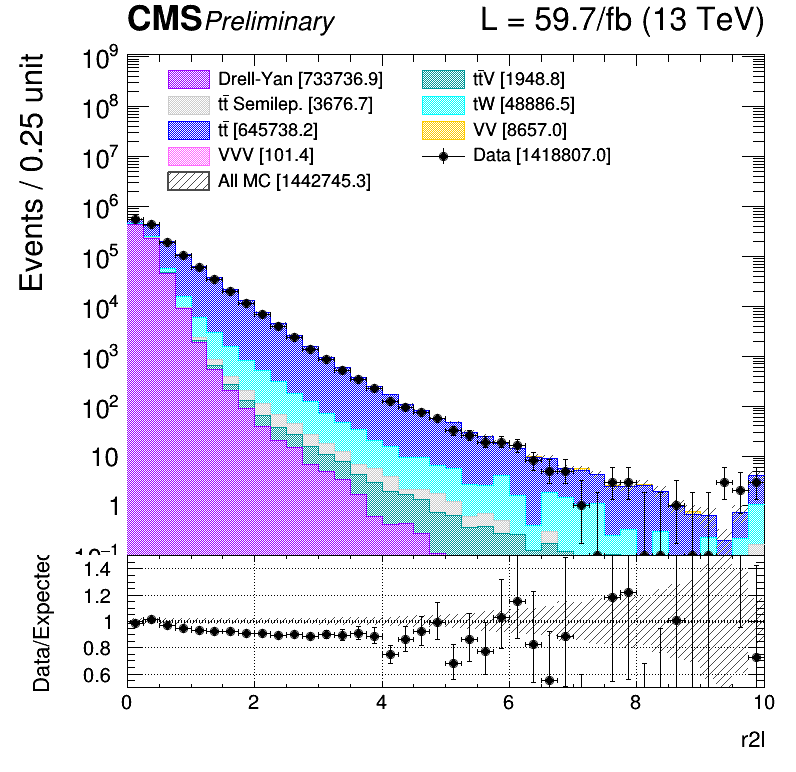 CMS Preliminary L = 59.7/fb (13 TeV)
Events / 0.25 unit
10⁹
10⁸
10⁷
10⁶
10⁵
10⁴
10³
10²
10
1
10⁻¹
Drell-Yan [733736.9]
tt̄ Semilep. [3676.7]
tt̄ [645738.2]
VVV [101.4]
All MC [1442745.3]
tt̄V [1948.8]
tW [48886.5]
VV [8657.0]
Data [1418807.0]
Data/Expected
1.4
1.2
1
0.8
0.6
0 2 4 6 8 10
r2l